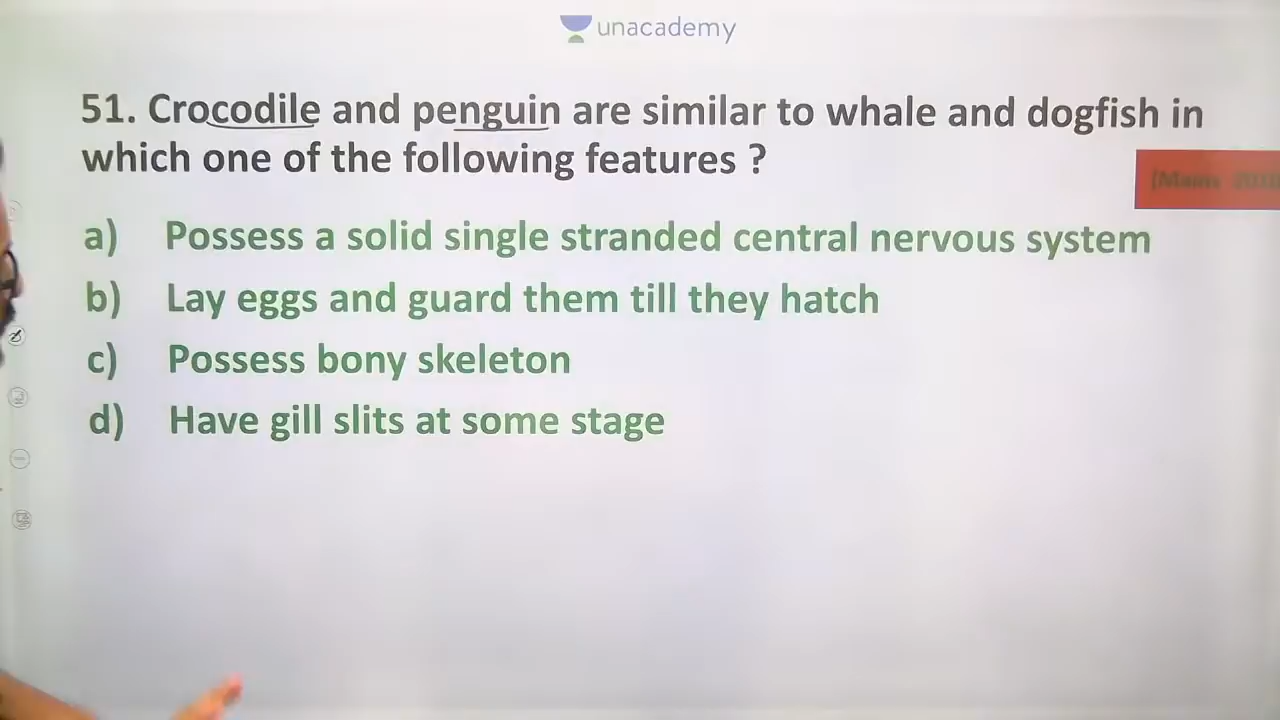 unacademy
51. Crocodile and penguin are similar to whale and dogfish in
which one of the following features ?
[Mains
a) Possess a solid single stranded central nervous system
b) Lay eggs and guard them till they hatch
c) Possess bony skeleton
d) Have gill slits at some stage